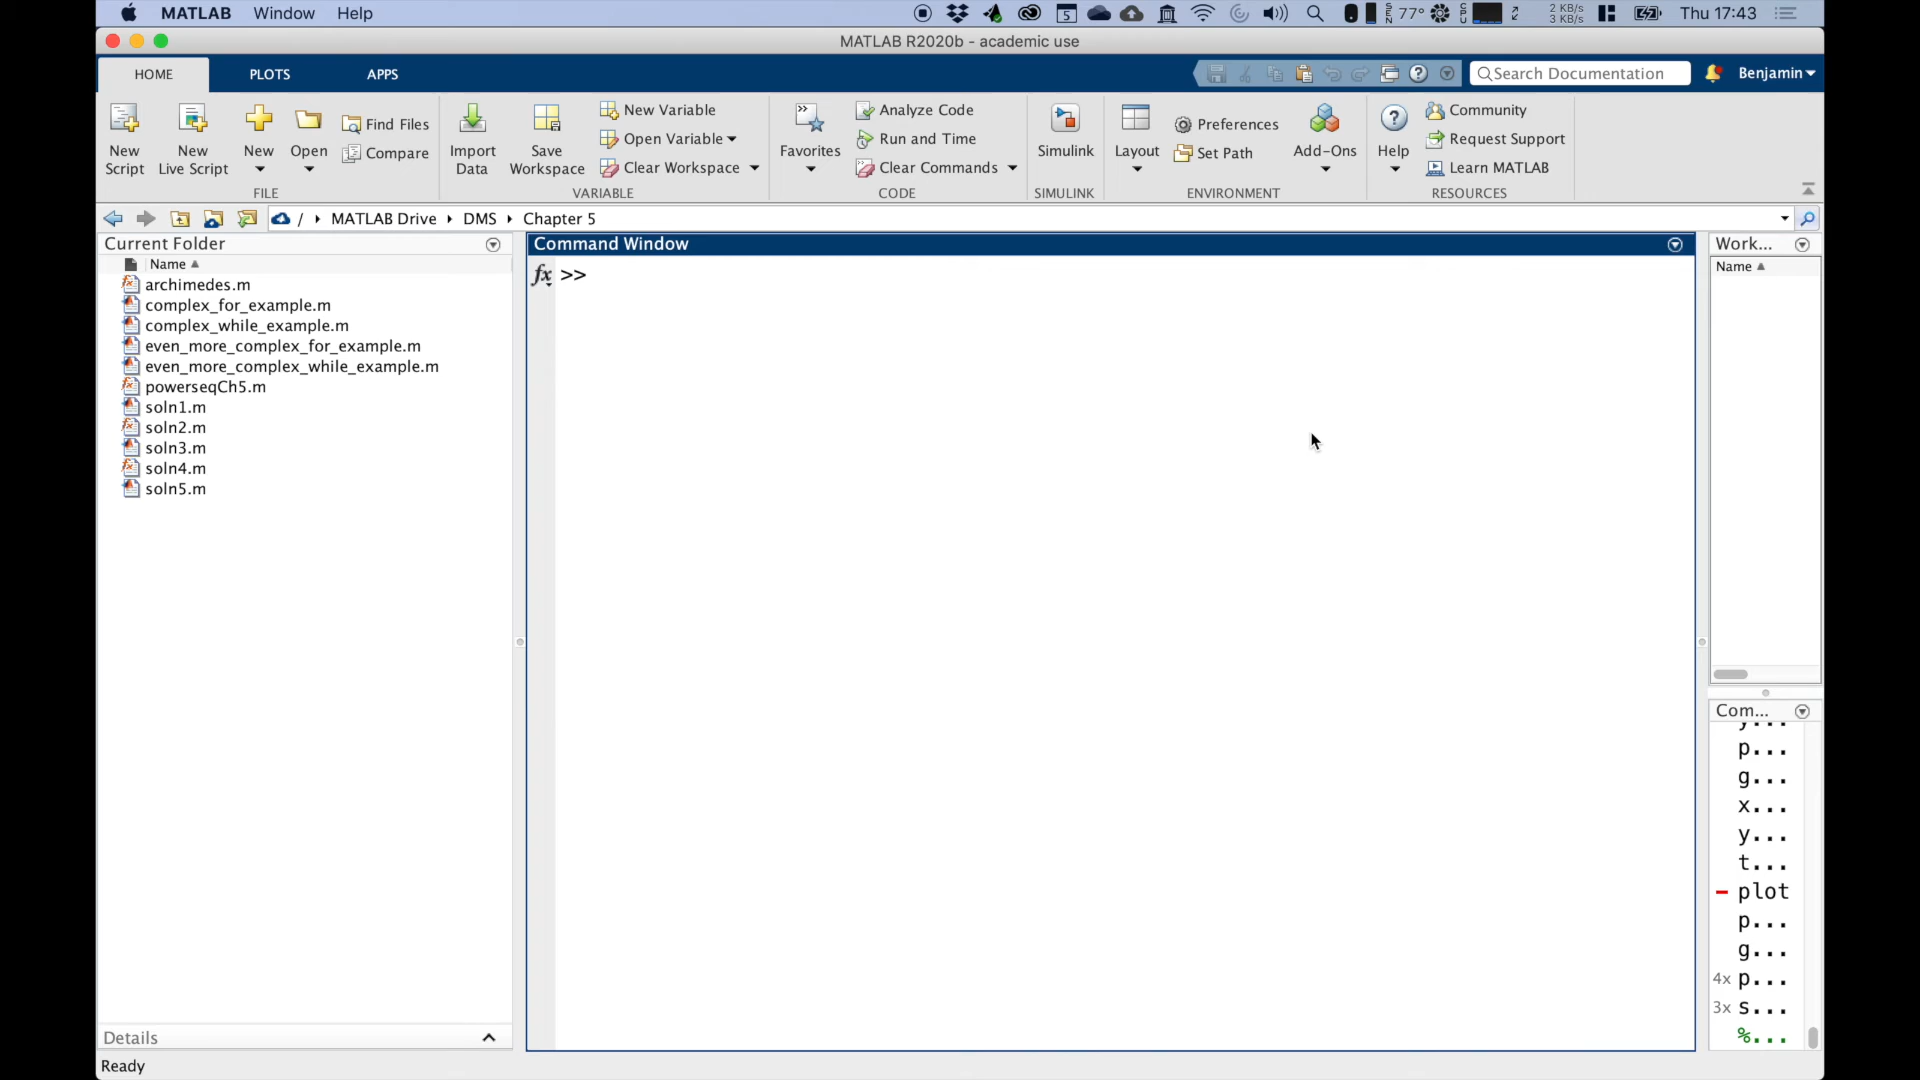 MATLAB Window Help
5 SEN 77° CPU 2 KB/s 3 KB/s Thu 17:43
MATLAB R2020b - academic use
HOME PLOTS APPS
Search Documentation Benjamin
New Script
New Live Script
New
Open
Find Files
Compare
FILE
Import Data
Save Workspace
New Variable
Open Variable
Clear Workspace
VARIABLE
Favorites
Analyze Code
Run and Time
Clear Commands
CODE
Simulink
SIMULINK
Layout
Preferences
Set Path
Add-Ons
ENVIRONMENT
Help
Community
Request Support
Learn MATLAB
RESOURCES
/ MATLAB Drive DMS Chapter 5
Current Folder
Name
archimedes.m
complex_for_example.m
complex_while_example.m
even_more_complex_for_example.m
even_more_complex_while_example.m
powerseqCh5.m
soln1.m
soln2.m
soln3.m
soln4.m
soln5.m
Details
Ready
Command Window
fx >>
Work...
Name
Com...
y...
p...
g...
x...
y...
t...
plot
p...
g...
4x p...
3x s...
%...